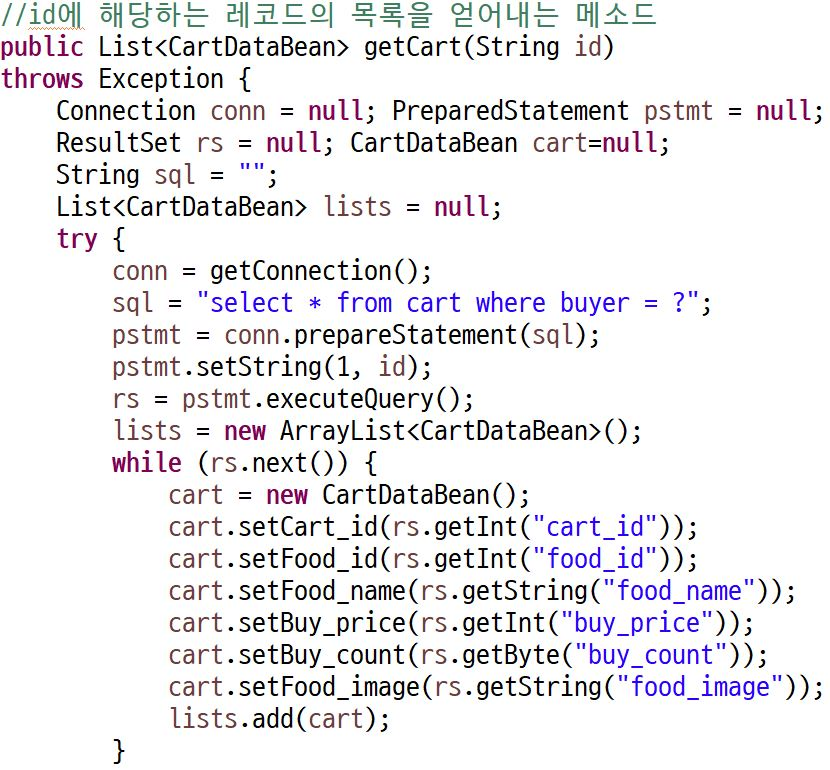 //id에 해당하는 레코드의 목록을 얻어내는 메소드
public List<CartDataBean> getCart(String id)
throws Exception {
    Connection conn = null; PreparedStatement pstmt = null;
    ResultSet rs = null; CartDataBean cart=null;
    String sql = "";
    List<CartDataBean> lists = null;
    try {
        conn = getConnection();
        sql = "select * from cart where buyer = ?";
        pstmt = conn.prepareStatement(sql);
        pstmt.setString(1, id);
        rs = pstmt.executeQuery();
        lists = new ArrayList<CartDataBean>();
        while (rs.next()) {
            cart = new CartDataBean();
            cart.setCart_id(rs.getInt("cart_id"));
            cart.setFood_id(rs.getInt("food_id"));
            cart.setFood_name(rs.getString("food_name"));
            cart.setBuy_price(rs.getInt("buy_price"));
            cart.setBuy_count(rs.getByte("buy_count"));
            cart.setFood_image(rs.getString("food_image"));
            lists.add(cart);
        }